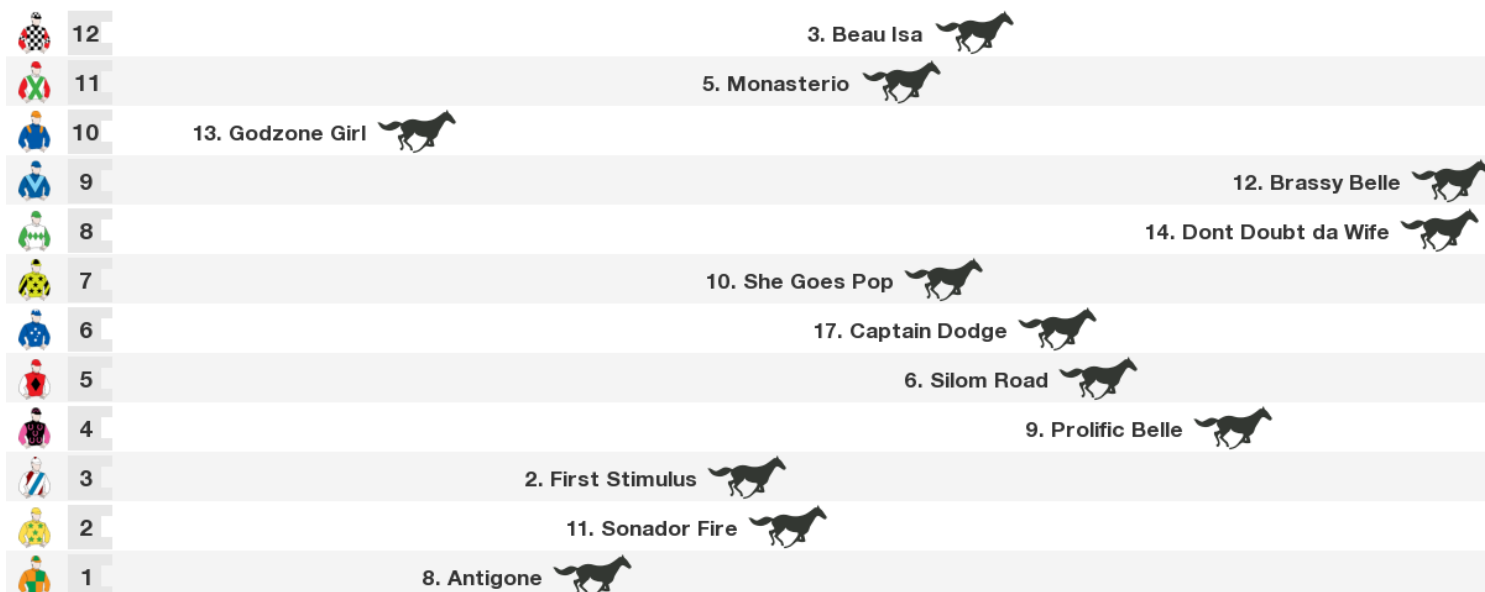 12 3. Beau Isa
11 5. Monasterio
10 13. Godzone Girl
9 12. Brassy Belle
8 14. Dont Doubt da Wife
7 10. She Goes Pop
6 17. Captain Dodge
5 6. Silom Road
4 9. Prolific Belle
3 2. First Stimulus
2 11. Sonador Fire
1 8. Antigone